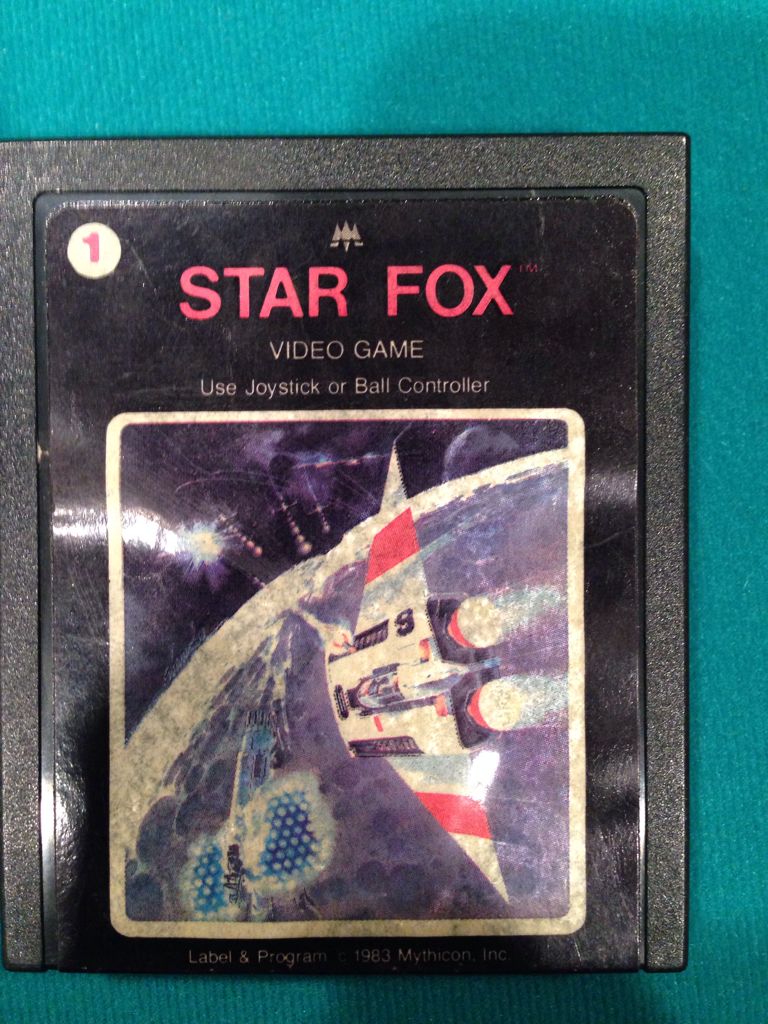 1
STAR FOX™
VIDEO GAME
Use Joystick or Ball Controller
S
Label & Program c 1983 Mythicon, Inc.